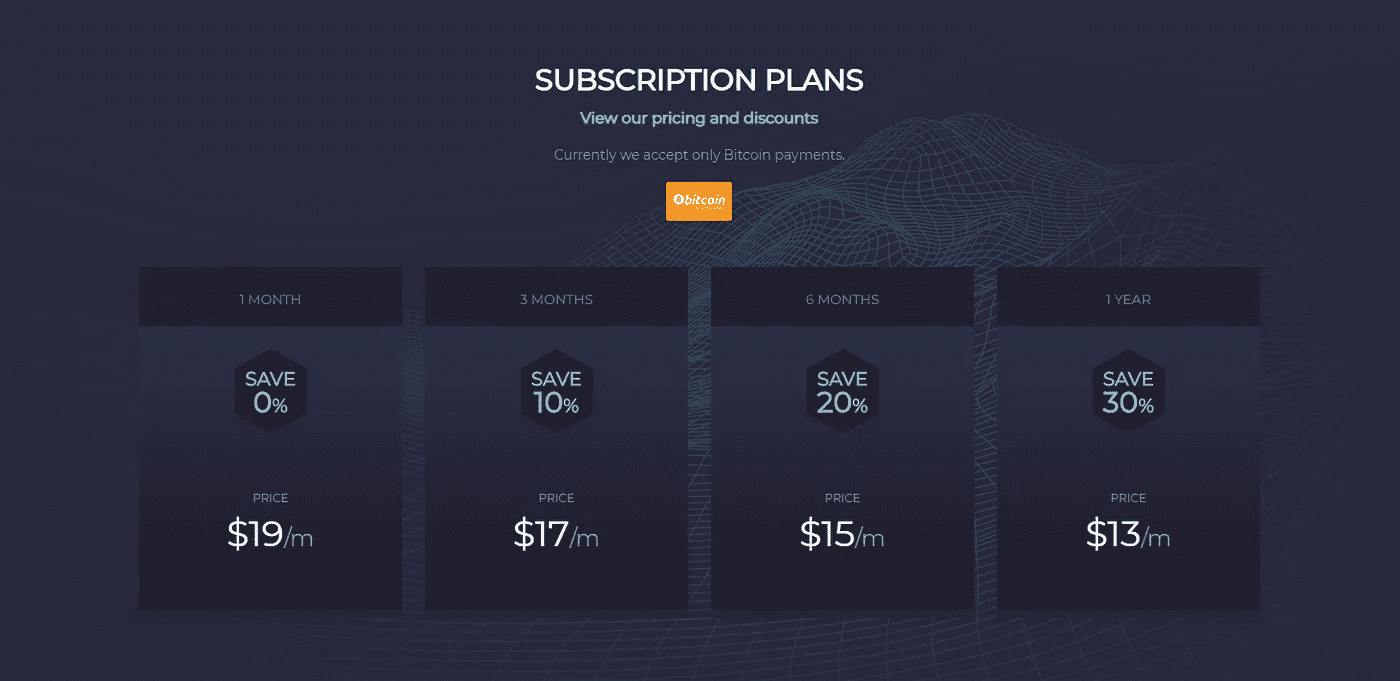 SUBSCRIPTION PLANS
View our pricing and discounts
Currently we accept only Bitcoin payments.
bitcoin
1 MONTH
SAVE
0%
PRICE
$19/m
3 MONTHS
SAVE
10%
PRICE
$17/m
6 MONTHS
SAVE
20%
PRICE
$15/m
1 YEAR
SAVE
30%
PRICE
$13/m